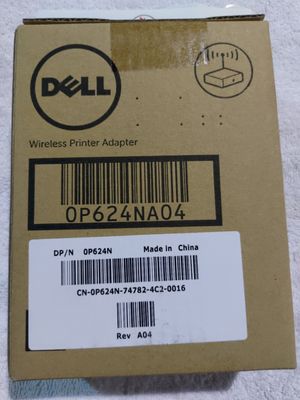 DELL
Wireless Printer Adapter
0P624NA04
DP/N 0P624N Made in China
CN-0P624N-74782-4C2-0016
Rev A04